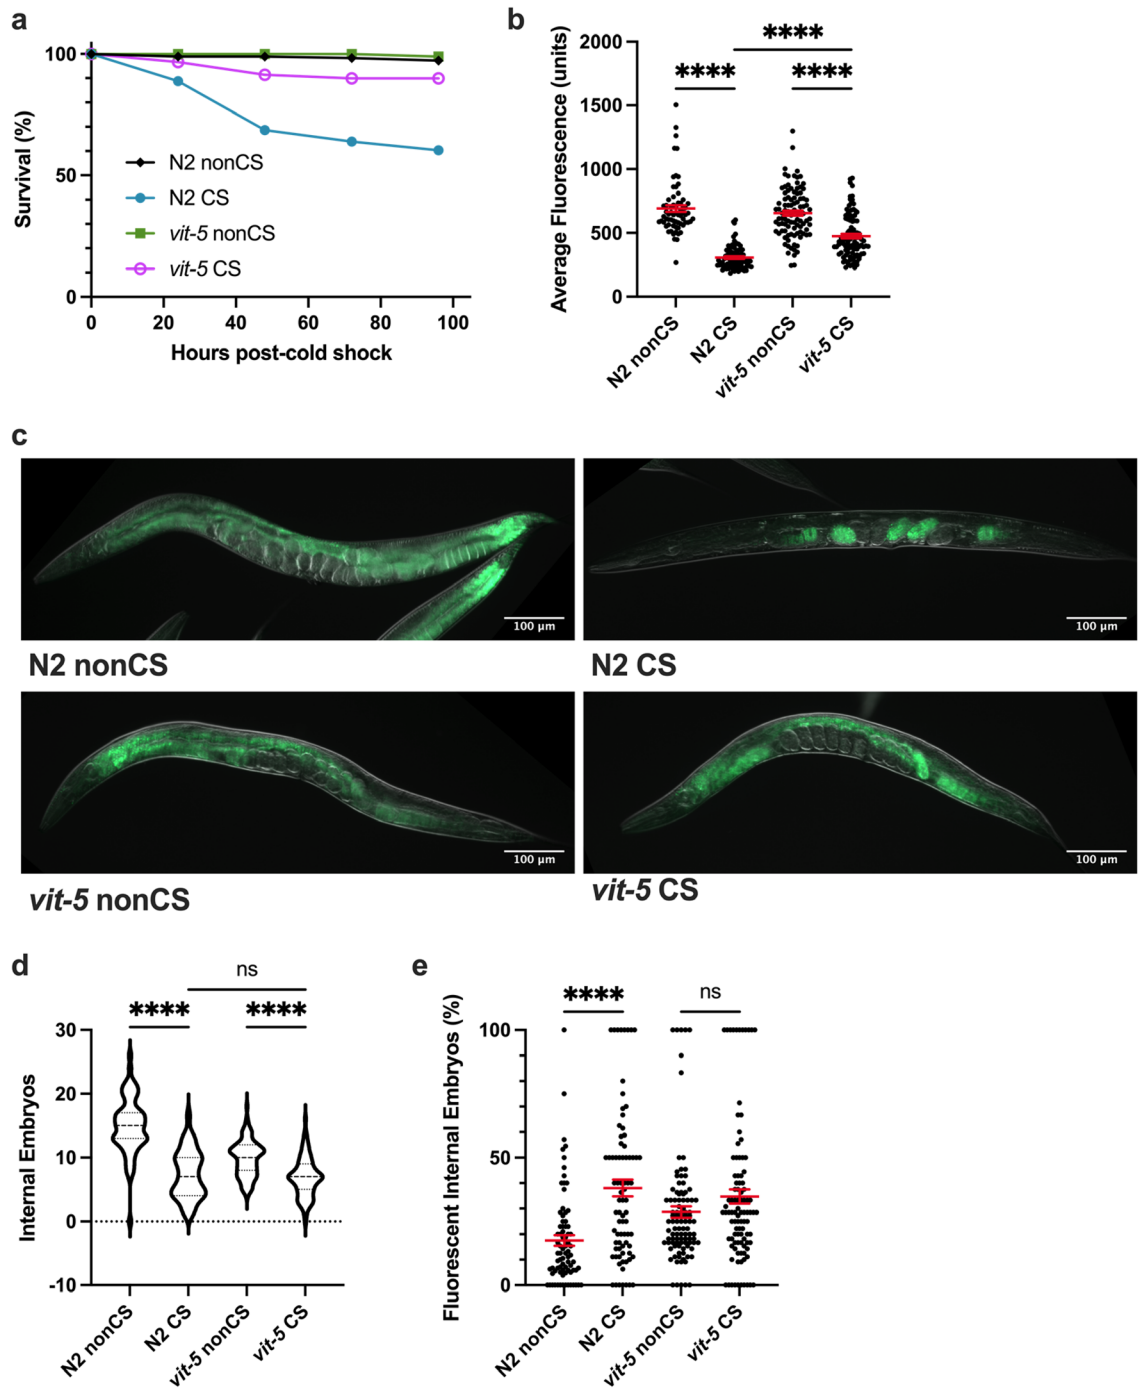 a
Survival (%)
100
50
0
0 20 40 60 80 100
Hours post-cold shock
N2 nonCS
N2 CS
vit-5 nonCS
vit-5 CS
b
Average Fluorescence (units)
2000
1500
1000
500
0
****
**** ****
N2 nonCS
N2 CS
vit-5 nonCS
vit-5 CS
c
100 µm
N2 nonCS
100 µm
N2 CS
100 µm
vit-5 nonCS
100 µm
vit-5 CS
d
Internal Embryos
30
20
10
0
-10
ns
**** ****
N2 nonCS
N2 CS
vit-5 nonCS
vit-5 CS
e
Fluorescent Internal Embryos (%)
100
50
0
**** ns
N2 nonCS
N2 CS
vit-5 nonCS
vit-5 CS